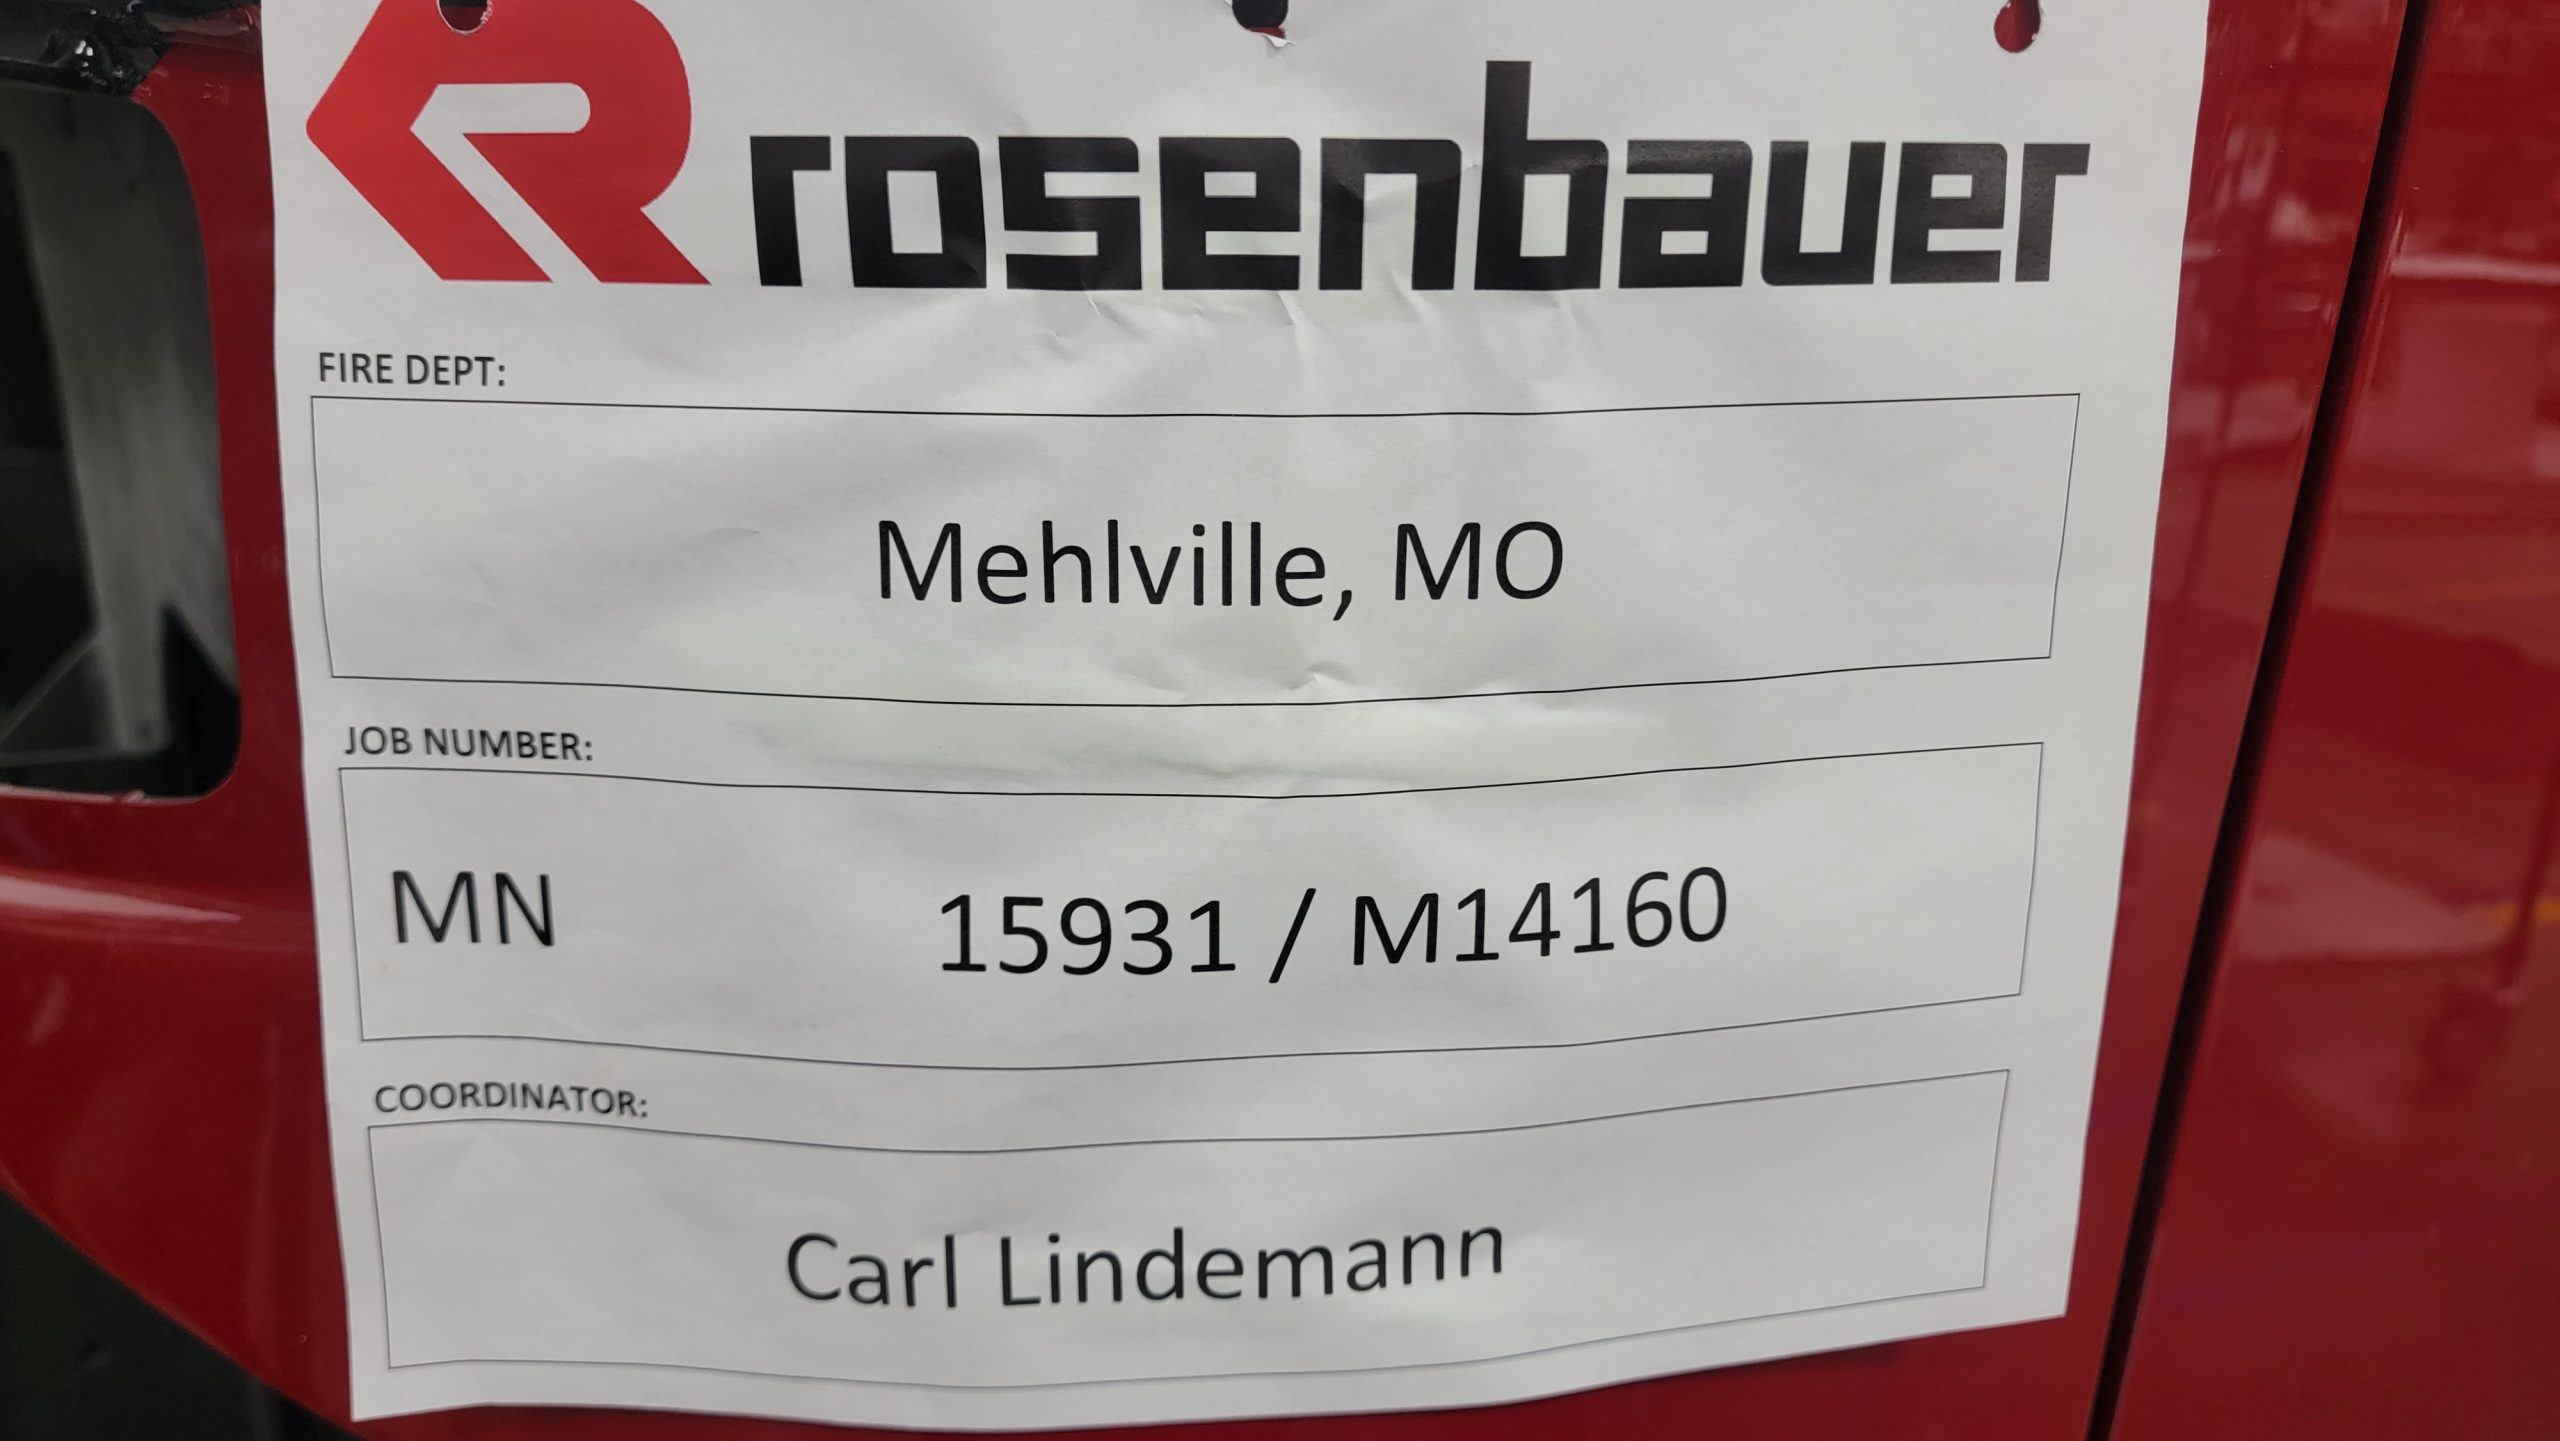 rosenbauer
FIRE DEPT:
Mehlville, MO
JOB NUMBER:
MN 15931 / M14160
COORDINATOR:
Carl Lindemann